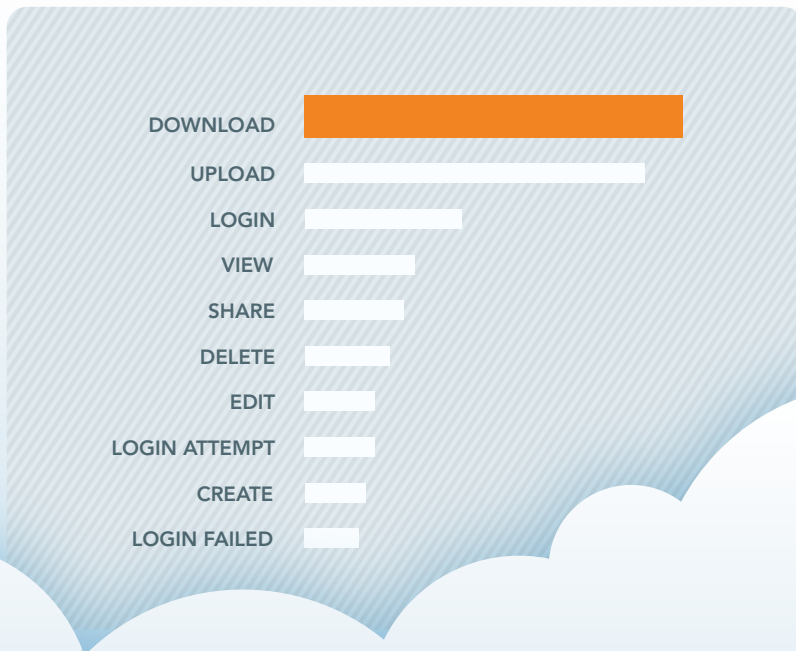 DOWNLOAD
UPLOAD
LOGIN
VIEW
SHARE
DELETE
EDIT
LOGIN ATTEMPT
CREATE
LOGIN FAILED